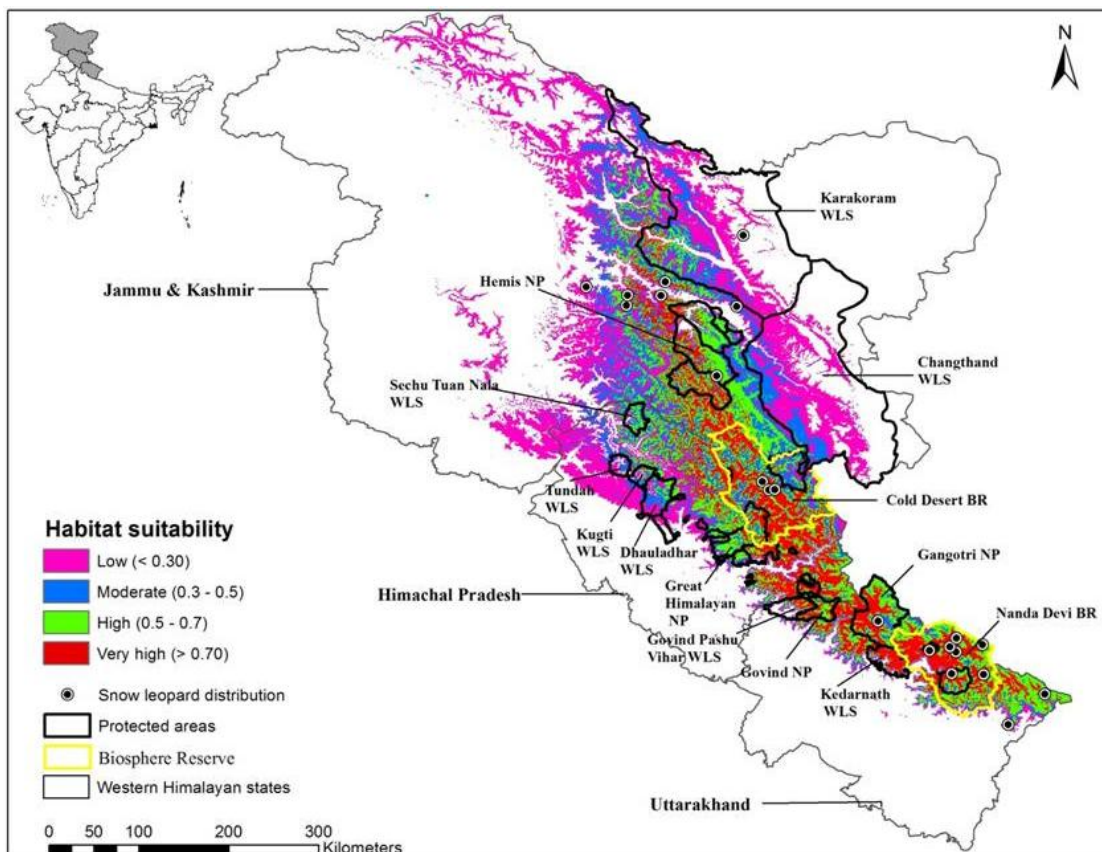 N
Karakoram
WLS
Jammu & Kashmir
Hemis NP
Changthand
WLS
Sechu Tuan Nala
WLS
Tundah
WLS
Cold Desert BR
Kugti
WLS
Dhauladhar
WLS
Gangotri NP
Himachal Pradesh
Great
Himalayan
NP
Nanda Devi BR
Govind Pashu
Vihar WLS
Govind NP
Kedarnath
WLS
Uttarakhand
Habitat suitability
Low (< 0.30)
Moderate (0.3 - 0.5)
High (0.5 - 0.7)
Very high (> 0.70)
Snow leopard distribution
Protected areas
Biosphere Reserve
Western Himalayan states
0 50 100 200 300
Kilometers